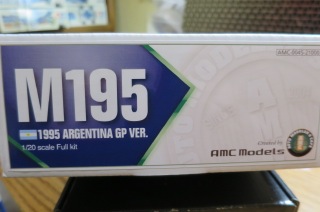 M195
1995 ARGENTINA GP VER.
1/20 scale Full kit
AMC Models